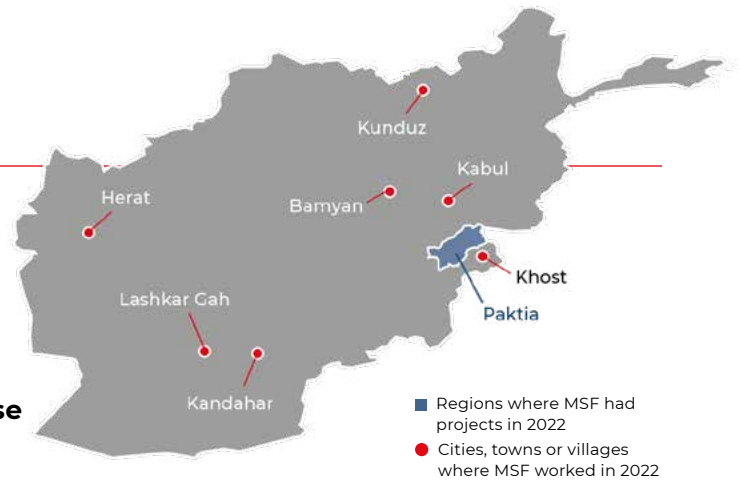 Kunduz
Kabul
Herat
Bamyan
Khost
Lashkar Gah
Paktia
Kandahar
se
Regions where MSF had
projects in 2022
Cities, towns or villages
where MSF worked in 2022